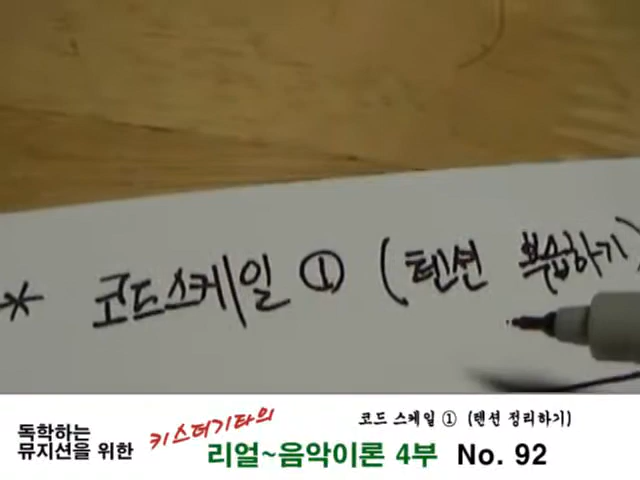 * 코드스케일 ① (텐션 복습하기)
코드 스케일 ① (텐션 정리하기)
독학하는
뮤지션을 위한
키스더기타의
리얼~음악이론 4부 No. 92